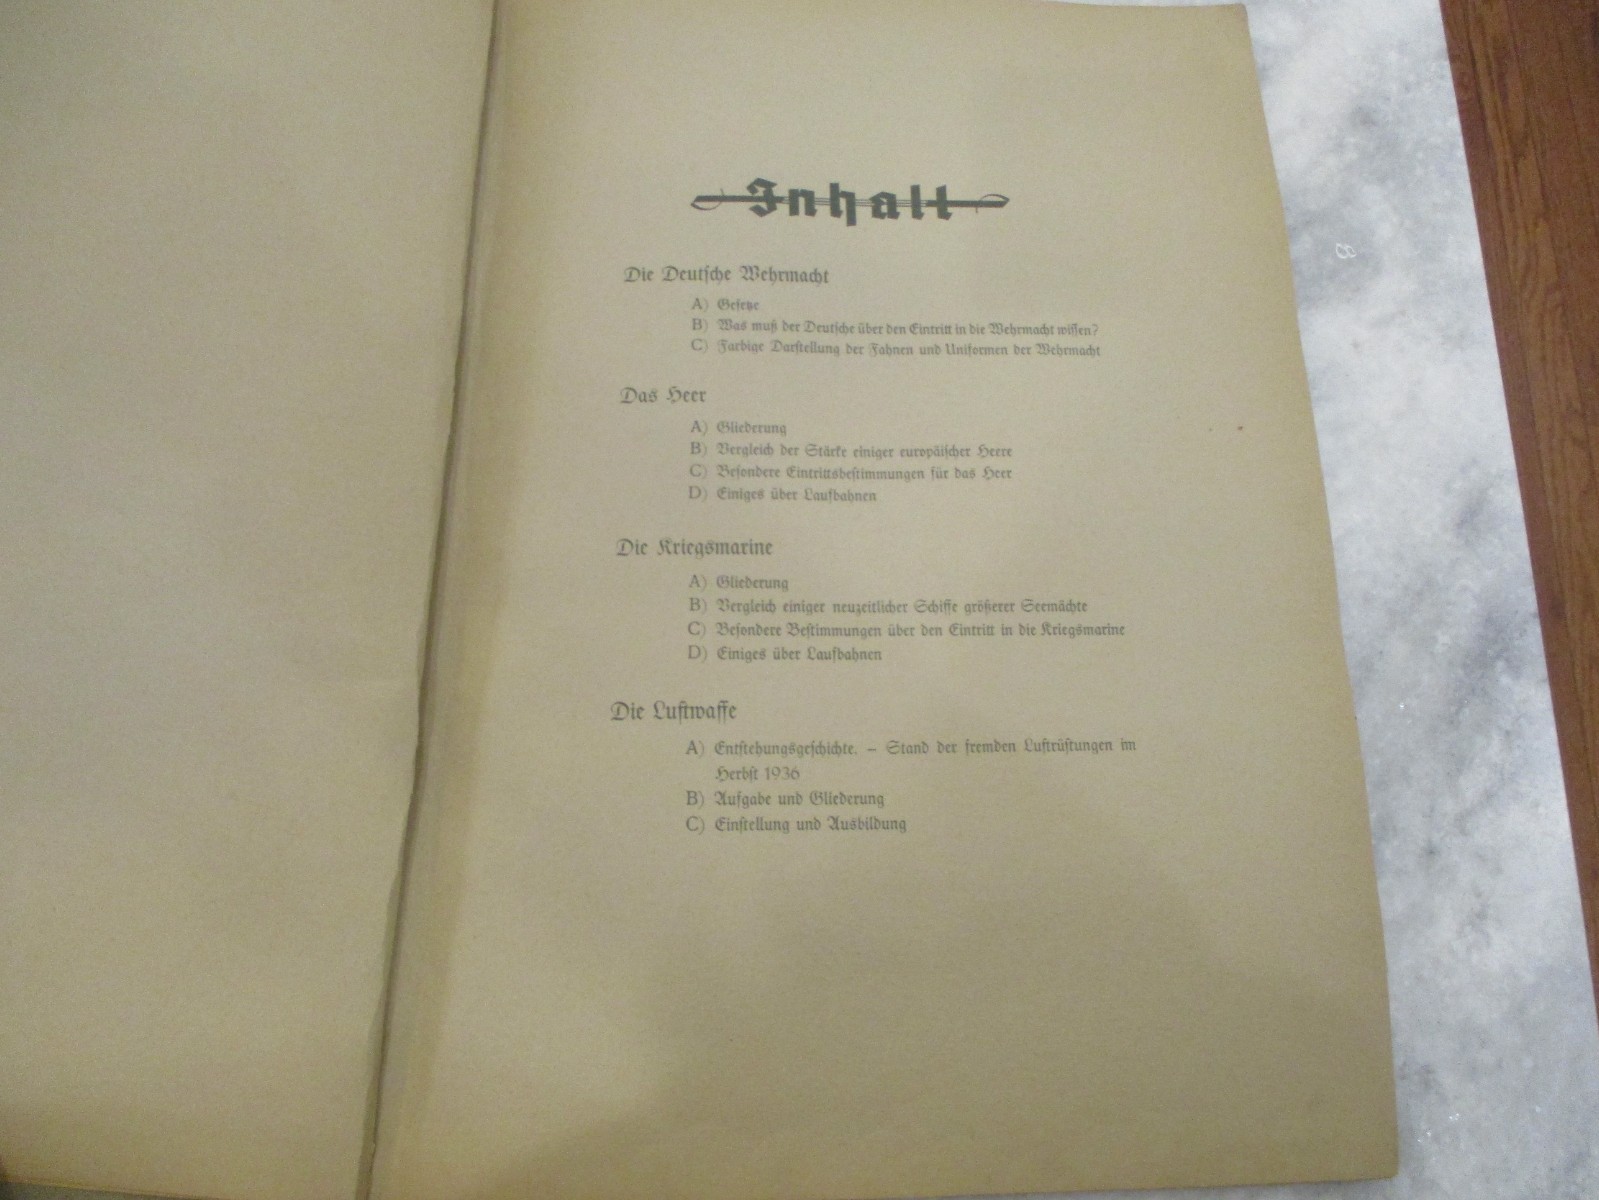 Inhalt
Die Deutsche Wehrmacht
A) Gesetze
B) Was muß der Deutsche über den Eintritt in die Wehrmacht wissen?
C) Farbige Darstellung der Fahnen und Uniformen der Wehrmacht
Das Heer
A) Gliederung
B) Vergleich der Stärke einiger europäischer Heere
C) Besondere Eintrittsbestimmungen für das Heer
D) Einiges über Laufbahnen
Die Kriegsmarine
A) Gliederung
B) Vergleich einiger neuzeitlicher Schiffe größerer Seemächte
C) Besondere Bestimmungen über den Eintritt in die Kriegsmarine
D) Einiges über Laufbahnen
Die Luftwaffe
A) Entstehungsgeschichte. – Stand der fremden Luftrüstungen im
Herbst 1936
B) Aufgabe und Gliederung
C) Einstellung und Ausbildung